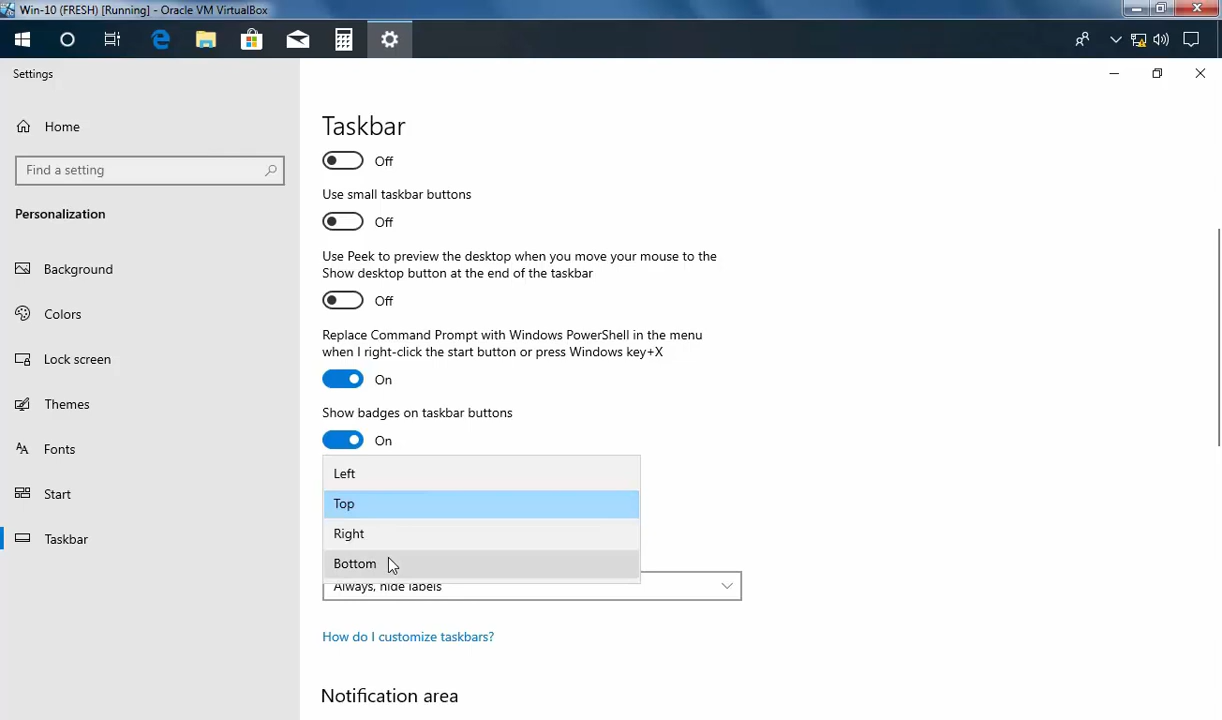 Win-10 (FRESH) [Running] - Oracle VM VirtualBox
Settings
Home
Find a setting
Personalization
Background
Colors
Lock screen
Themes
Fonts
Start
Taskbar
Taskbar
Off
Use small taskbar buttons
Off
Use Peek to preview the desktop when you move your mouse to the
Show desktop button at the end of the taskbar
Off
Replace Command Prompt with Windows PowerShell in the menu
when I right-click the start button or press Windows key+X
On
Show badges on taskbar buttons
On
Left
Top
Right
Bottom
Always, hide labels
How do I customize taskbars?
Notification area